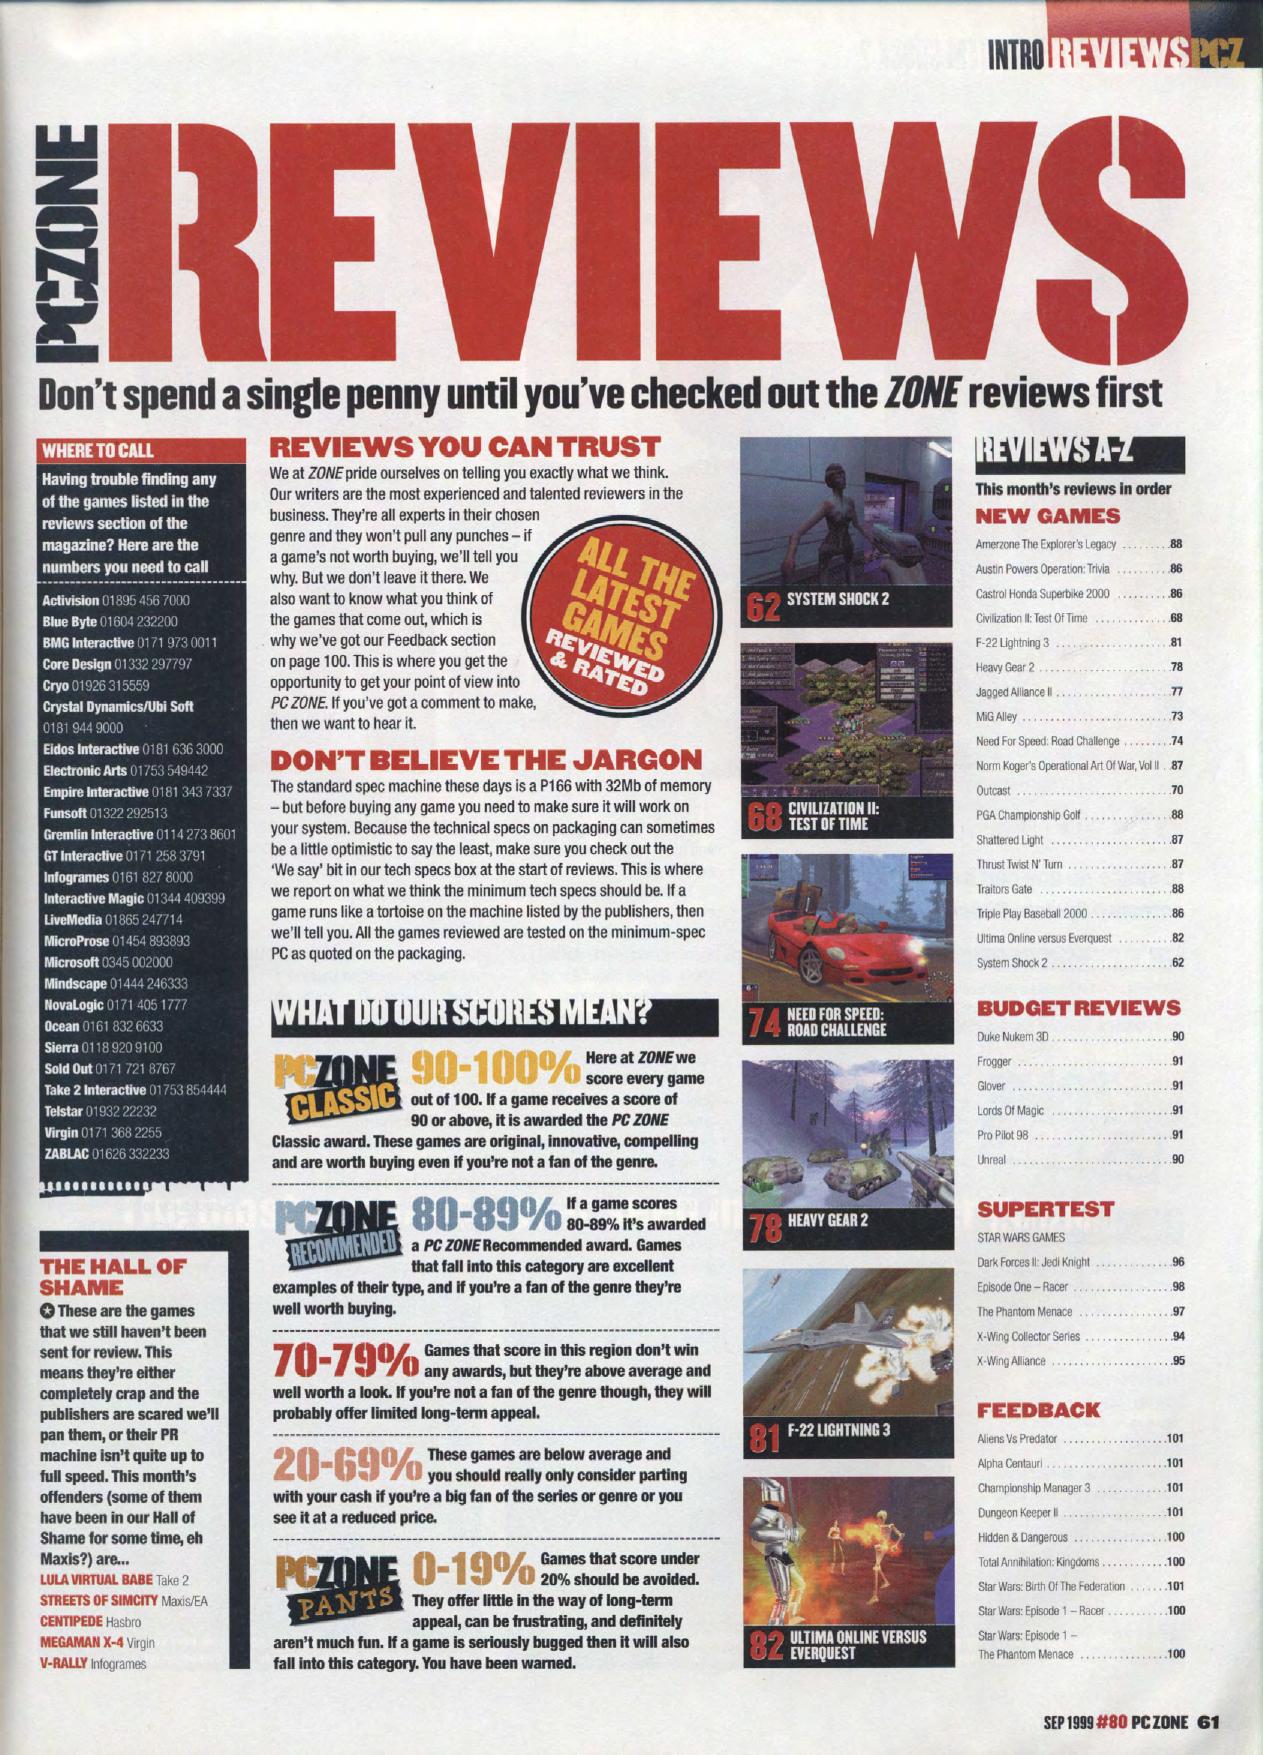 INTRO REVIEWS PCZ
PCZONE
REVIEWS
Don't spend a single penny until you've checked out the ZONE reviews first
WHERE TO CALL
Having trouble finding any
of the games listed in the
reviews section of the
magazine? Here are the
numbers you need to call
Activision 01895 456 7000
Blue Byte 01604 232200
BMG Interactive 0171 973 0011
Core Design 01332 297797
Cryo 01926 315559
Crystal Dynamics/Ubi Soft
0181 944 9000
Eidos Interactive 0181 636 3000
Electronic Arts 01753 549442
Empire Interactive 0181 343 7337
Funsoft 01322 292513
Gremlin Interactive 0114 273 8601
GT Interactive 0171 258 3791
Infogrames 0161 827 8000
Interactive Magic 01344 409399
LiveMedia 01865 247714
MicroProse 01454 893893
Microsoft 0345 002000
Mindscape 01444 246333
NovaLogic 0171 405 1777
Ocean 0161 832 6633
Sierra 0118 920 9100
Sold Out 0171 721 8767
Take 2 Interactive 01753 854444
Telstar 01932 22232
Virgin 0171 368 2255
ZABLAC 01626 332233
THE HALL OF
SHAME
These are the games
that we still haven't been
sent for review. This
means they're either
completely crap and the
publishers are scared we'll
pan them, or their PR
machine isn't quite up to
full speed. This month's
offenders (some of them
have been in our Hall of
Shame for some time, eh
Maxis?) are...
LULA VIRTUAL BABE Take 2
STREETS OF SIMCITY Maxis/EA
CENTIPEDE Hasbro
MEGAMAN X-4 Virgin
V-RALLY Infogrames
REVIEWS YOU CAN TRUST
We at ZONE pride ourselves on telling you exactly what we think.
Our writers are the most experienced and talented reviewers in the
business. They're all experts in their chosen
genre and they won't pull any punches – if
a game's not worth buying, we'll tell you
why. But we don't leave it there. We
also want to know what you think of
the games that come out, which is
why we've got our Feedback section
on page 100. This is where you get the
opportunity to get your point of view into
PC ZONE. If you've got a comment to make,
then we want to hear it.
ALL THE
LATEST
GAMES
REVIEWED
& RATED
DON'T BELIEVE THE JARGON
The standard spec machine these days is a P166 with 32Mb of memory
– but before buying any game you need to make sure it will work on
your system. Because the technical specs on packaging can sometimes
be a little optimistic to say the least, make sure you check out the
'We say' bit in our tech specs box at the start of reviews. This is where
we report on what we think the minimum tech specs should be. If a
game runs like a tortoise on the machine listed by the publishers, then
we'll tell you. All the games reviewed are tested on the minimum-spec
PC as quoted on the packaging.
WHAT DO OUR SCORES MEAN?
PCZONE
CLASSIC
90-100% Here at ZONE we
score every game
out of 100. If a game receives a score of
90 or above, it is awarded the PC ZONE
Classic award. These games are original, innovative, compelling
and are worth buying even if you're not a fan of the genre.
PCZONE
RECOMMENDED
80-89% If a game scores
80-89% it's awarded
a PC ZONE Recommended award. Games
that fall into this category are excellent
examples of their type, and if you're a fan of the genre they're
well worth buying.
70-79% Games that score in this region don't win
any awards, but they're above average and
well worth a look. If you're not a fan of the genre though, they will
probably offer limited long-term appeal.
20-69% These games are below average and
you should really only consider parting
with your cash if you're a big fan of the series or genre or you
see it at a reduced price.
PCZONE
PANTS
0-19% Games that score under
20% should be avoided.
They offer little in the way of long-term
appeal, can be frustrating, and definitely
aren't much fun. If a game is seriously bugged then it will also
fall into this category. You have been warned.
62 SYSTEM SHOCK 2
68 CIVILIZATION II:
TEST OF TIME
74 NEED FOR SPEED:
ROAD CHALLENGE
78 HEAVY GEAR 2
81 F-22 LIGHTNING 3
82 ULTIMA ONLINE VERSUS
EVERQUEST
REVIEWS A-Z
This month's reviews in order
NEW GAMES
Amerzone The Explorer's Legacy .........88
Austin Powers Operation: Trivia ..........86
Castrol Honda Superbike 2000 ..........86
Civilization II: Test Of Time .............68
F-22 Lightning 3 ...................81
Heavy Gear 2 .....................78
Jagged Alliance II ...................77
MiG Alley ........................73
Need For Speed: Road Challenge ........74
Norm Koger's Operational Art Of War, Vol II ..87
Outcast .........................70
PGA Championship Golf ..............88
Shattered Light ....................87
Thrust Twist N' Turn .................87
Traitors Gate .....................88
Triple Play Baseball 2000 .............86
Ultima Online versus Everquest .........82
System Shock 2 ...................62
BUDGET REVIEWS
Duke Nukem 3D ...................90
Frogger .........................91
Glover ..........................91
Lords Of Magic ....................91
Pro Pilot 98 ......................91
Unreal ..........................90
SUPERTEST
STAR WARS GAMES
Dark Forces II: Jedi Knight ............96
Episode One – Racer ................98
The Phantom Menace ...............97
X-Wing Collector Series ..............94
X-Wing Alliance ...................95
FEEDBACK
Aliens Vs Predator .................101
Alpha Centauri ....................101
Championship Manager 3 ............101
Dungeon Keeper II .................101
Hidden & Dangerous ................100
Total Annihilation: Kingdoms ...........100
Star Wars: Birth Of The Federation .......101
Star Wars: Episode 1 – Racer ..........100
Star Wars: Episode 1 –
The Phantom Menace ...............100
SEP 1999 #80 PC ZONE 61